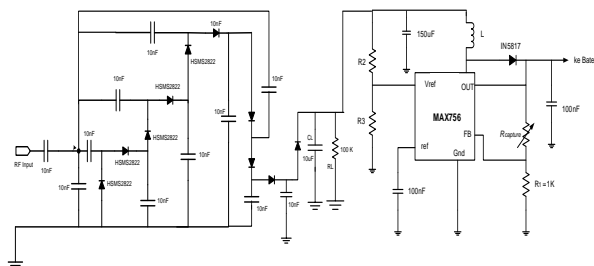 10nF
10nF
150uF
L
IN5817
ke Bate
10nF
HSMS2822
10nF
R2
Vref
OUT
100nF
10nF
HSMS2822
MAX756
10nF
HSMS2822
R3
CL
10uF
100 K
RL
FB
Rcapture
RF Input
10nF
HSMS2822
ref
Gnd
10nF
HSMS2822
10nF
10nF
10nF
10nF
10nF
100nF
R1 =1K